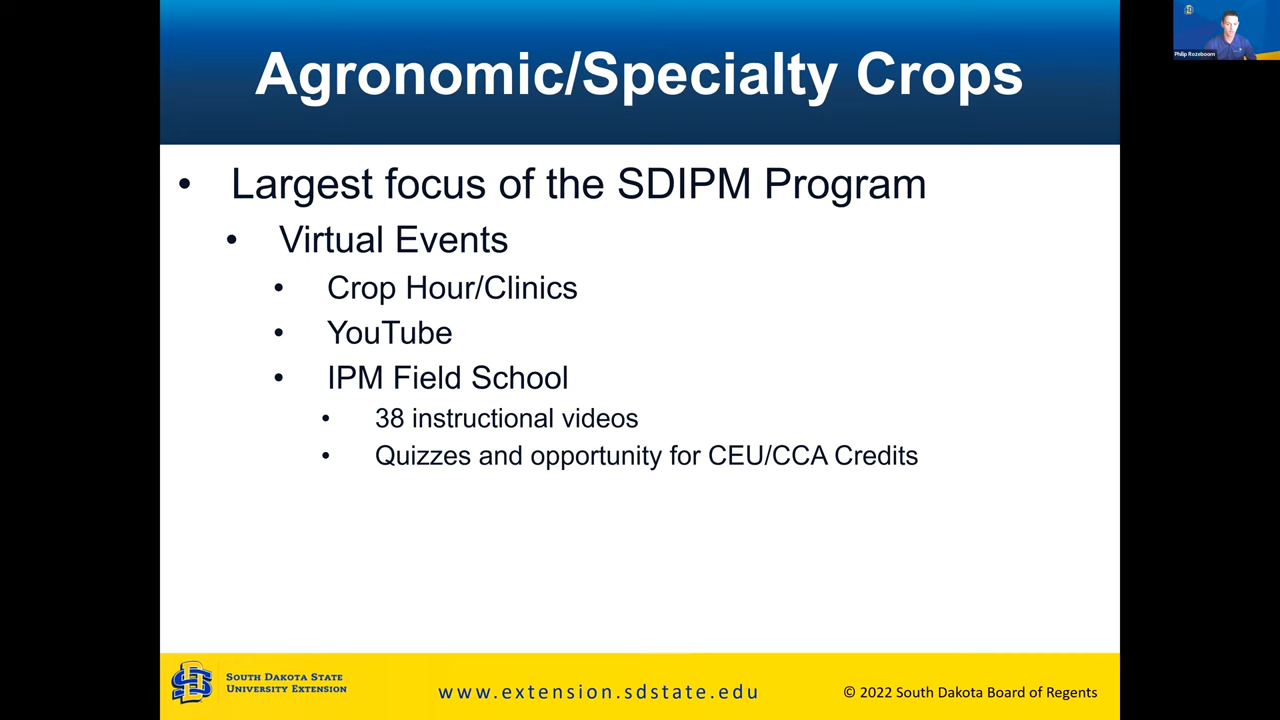 Agronomic/Specialty Crops
Philip Rozeboom
• Largest focus of the SDIPM Program
• Virtual Events
• Crop Hour/Clinics
• YouTube
• IPM Field School
• 38 instructional videos
• Quizzes and opportunity for CEU/CCA Credits
SOUTH DAKOTA STATE
UNIVERSITY EXTENSION
www.extension.sdstate.edu
© 2022 South Dakota Board of Regents